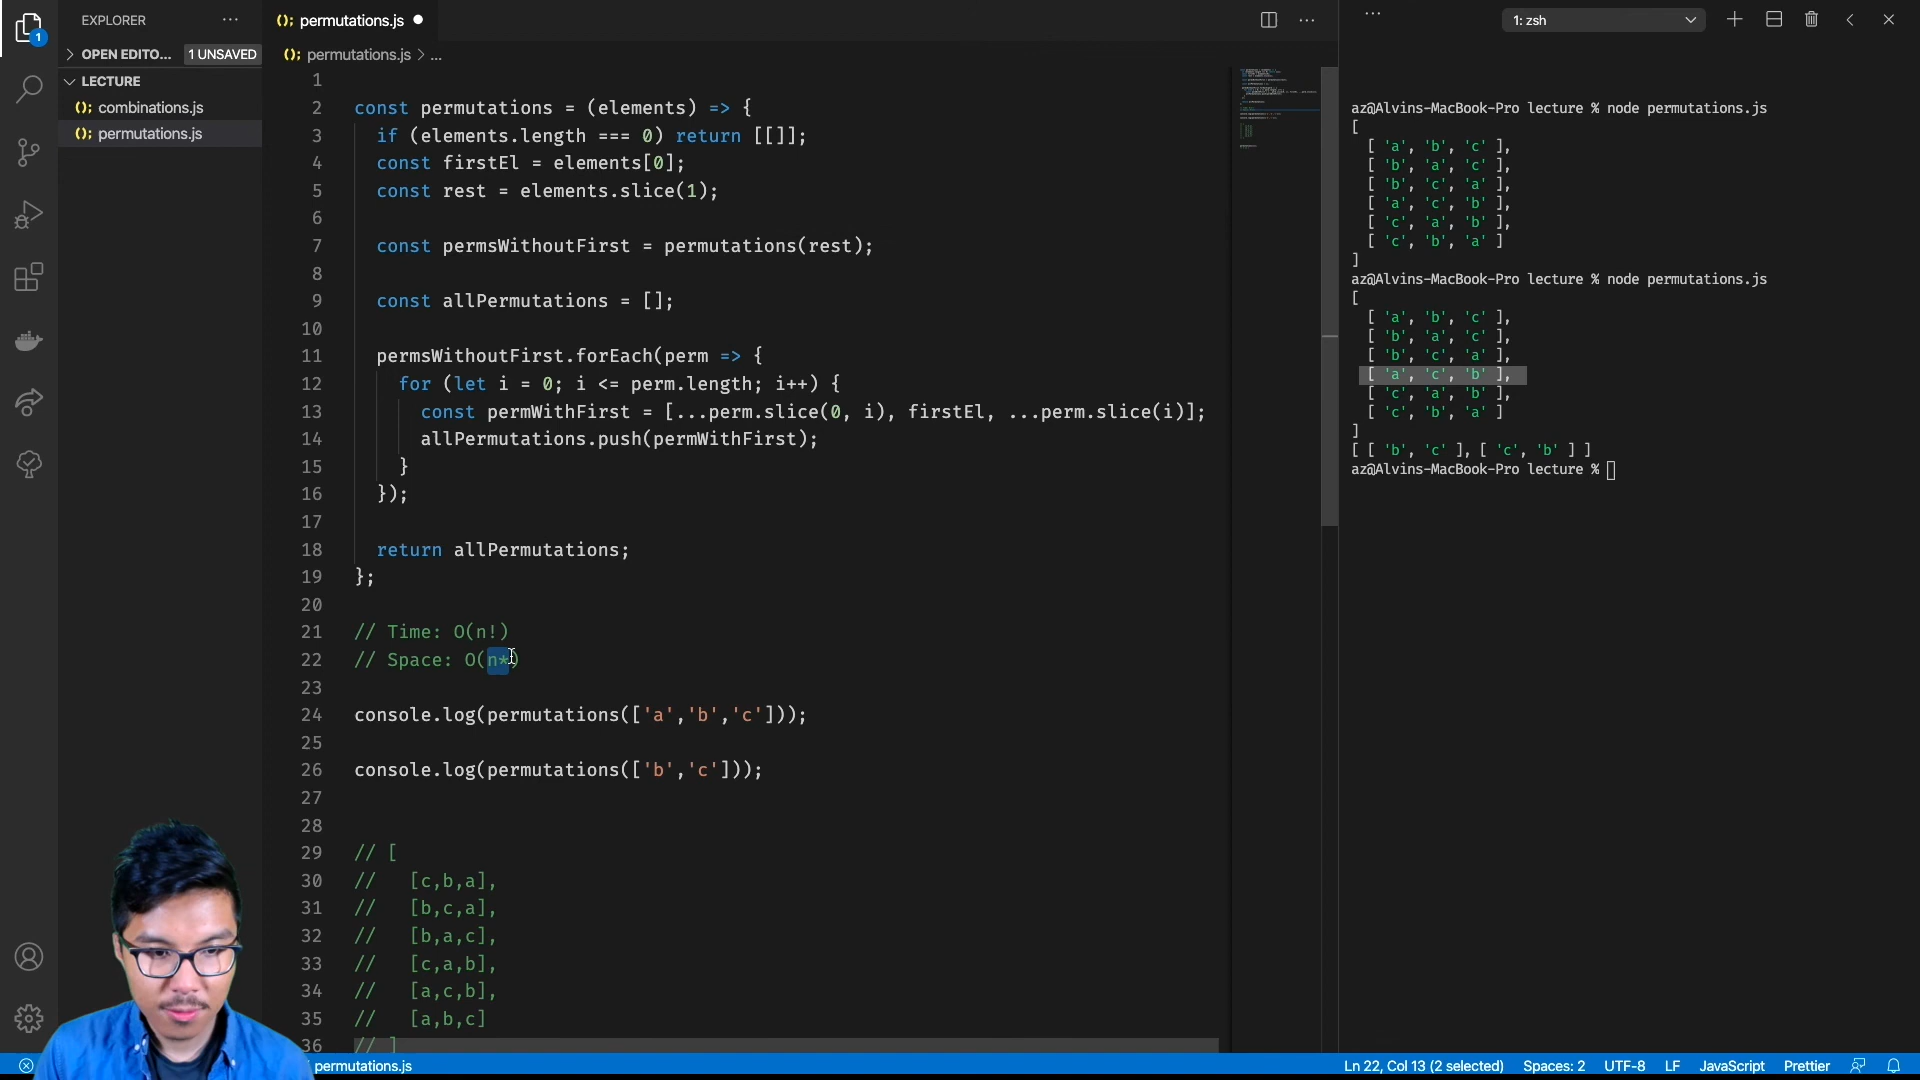 EXPLORER
OPEN EDITO... 1 UNSAVED
LECTURE
combinations.js
permutations.js
1
permutations.js
permutations.js > ...
1
2 const permutations = (elements) => {
3 if (elements.length === 0) return [[]];
4 const firstEl = elements[0];
5 const rest = elements.slice(1);
6
7 const permsWithoutFirst = permutations(rest);
8
9 const allPermutations = [];
10
11 permsWithoutFirst.forEach(perm => {
12 for (let i = 0; i <= perm.length; i++) {
13 const permWithFirst = [...perm.slice(0, i), firstEl, ...perm.slice(i)];
14 allPermutations.push(permWithFirst);
15 }
16 });
17
18 return allPermutations;
19 };
20
21 // Time: O(n!)
22 // Space: O(n*)
23
24 console.log(permutations(['a','b','c']));
25
26 console.log(permutations(['b','c']));
27
28
29 // [
30 // [c,b,a],
31 // [b,c,a],
32 // [b,a,c],
33 // [c,a,b],
34 // [a,c,b],
35 // [a,b,c]
36 // ]
1: zsh
az@Alvins-MacBook-Pro lecture % node permutations.js
[
[ 'a', 'b', 'c' ],
[ 'b', 'a', 'c' ],
[ 'b', 'c', 'a' ],
[ 'a', 'c', 'b' ],
[ 'c', 'a', 'b' ],
[ 'c', 'b', 'a' ]
]
az@Alvins-MacBook-Pro lecture % node permutations.js
[
[ 'a', 'b', 'c' ],
[ 'b', 'a', 'c' ],
[ 'b', 'c', 'a' ],
[ 'a', 'c', 'b' ],
[ 'c', 'a', 'b' ],
[ 'c', 'b', 'a' ]
]
[ [ 'b', 'c' ], [ 'c', 'b' ] ]
az@Alvins-MacBook-Pro lecture %
permutations.js
Ln 22, Col 13 (2 selected) Spaces: 2 UTF-8 LF JavaScript Prettier